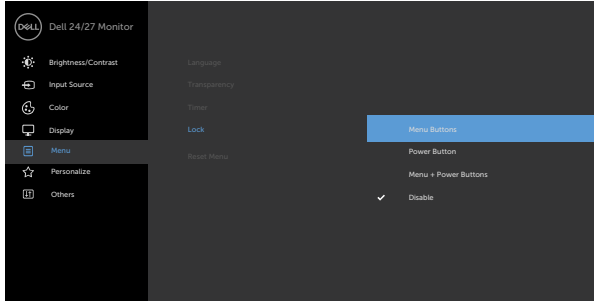 DELL Dell 24/27 Monitor
Brightness/Contrast
Input Source
Color
Display
Menu
Personalize
Others
Language
Transparency
Timer
Lock
Reset Menu
Menu Buttons
Power Button
Menu + Power Buttons
Disable